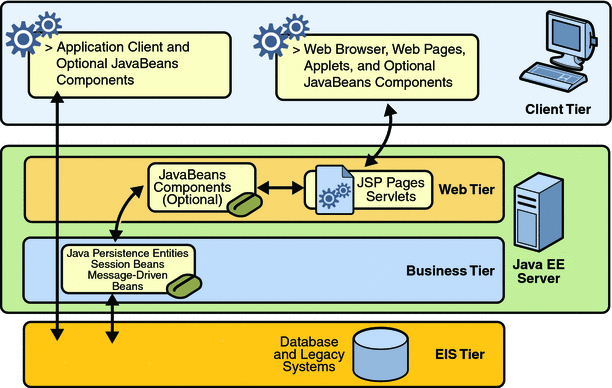 > Application Client and
Optional JavaBeans
Components
> Web Browser, Web Pages,
Applets, and Optional
JavaBeans Components
Client Tier
JavaBeans
Components
(Optional)
JSP Pages
Servlets
Web Tier
Java Persistence Entities
Session Beans
Message-Driven
Beans
Business Tier
Java EE
Server
Database
and Legacy
Systems
EIS Tier